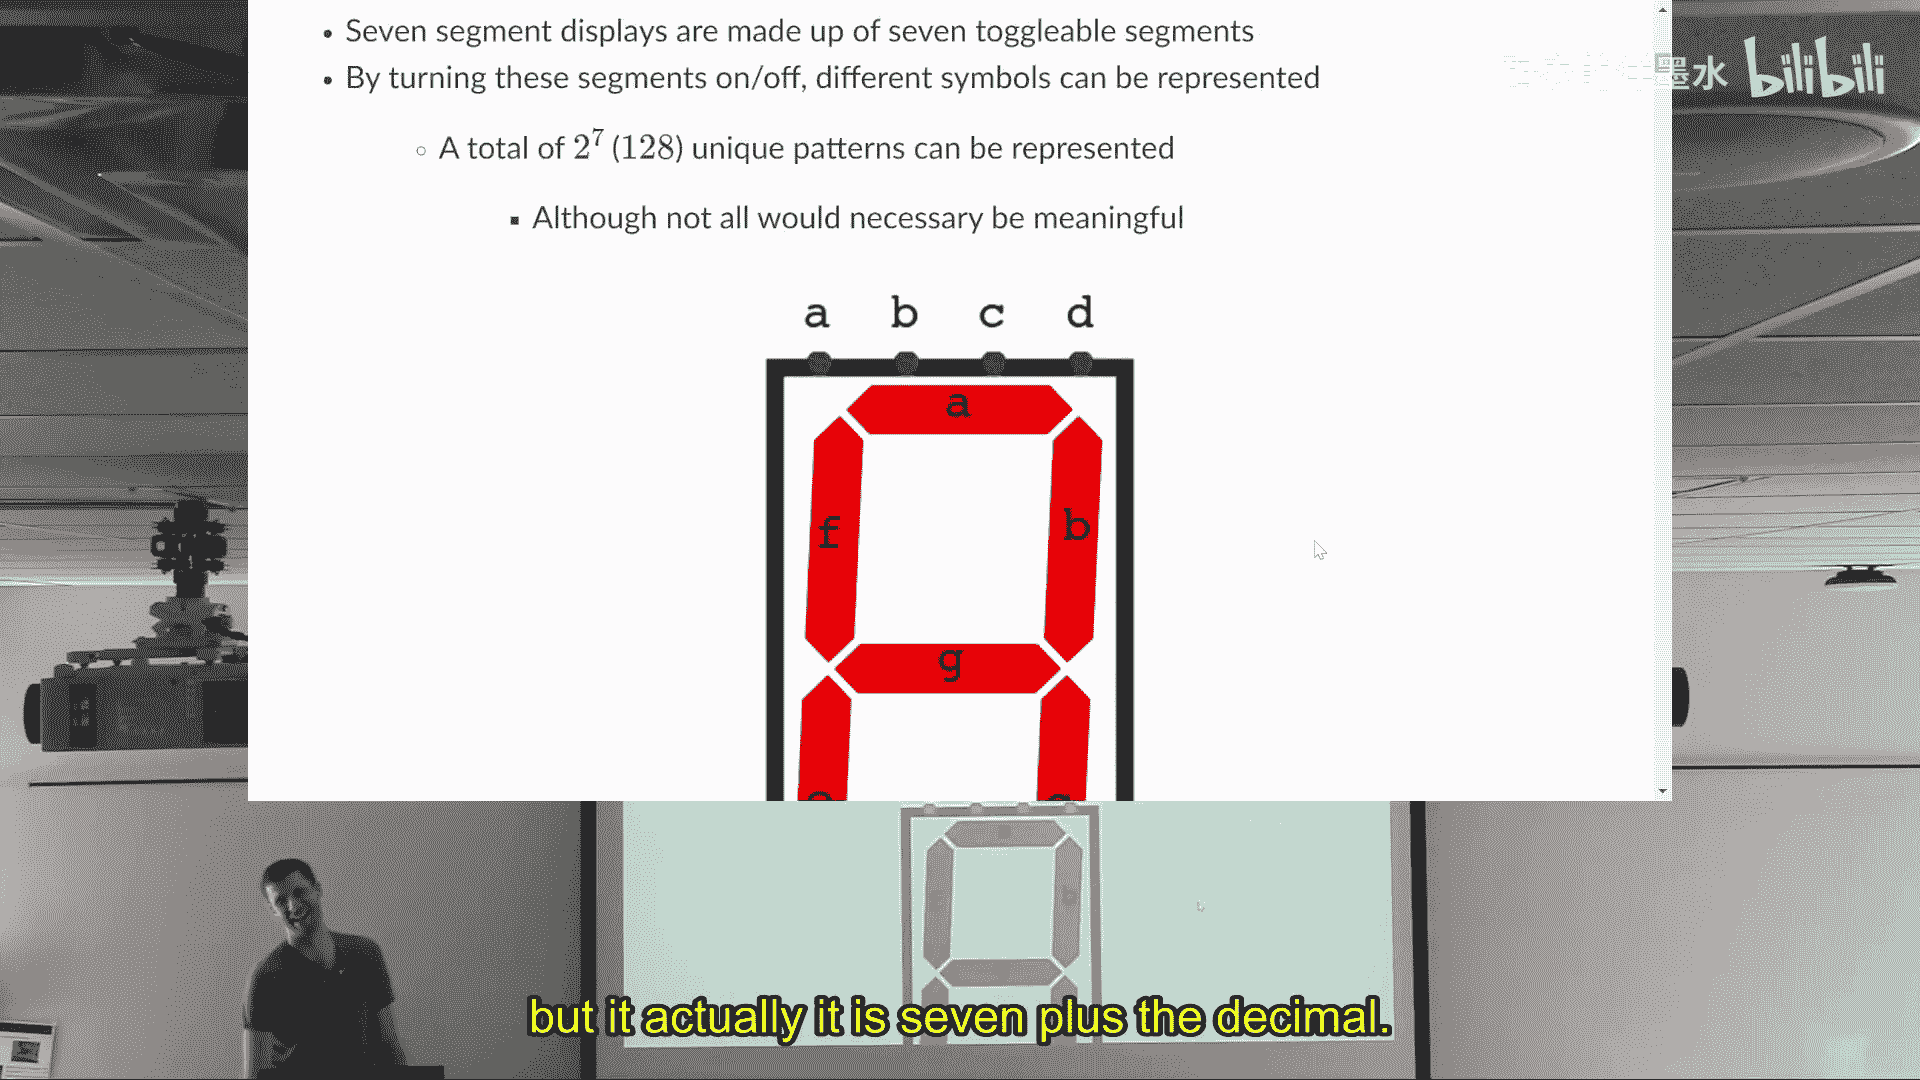 Seven segment displays are made up of seven toggleable segments
By turning these segments on/off, different symbols can be represented
墨水 bilibili
A total of 2⁷ (128) unique patterns can be represented
Although not all would necessary be meaningful
a b c d
a
f
b
g
but it actually it is seven plus the decimal.